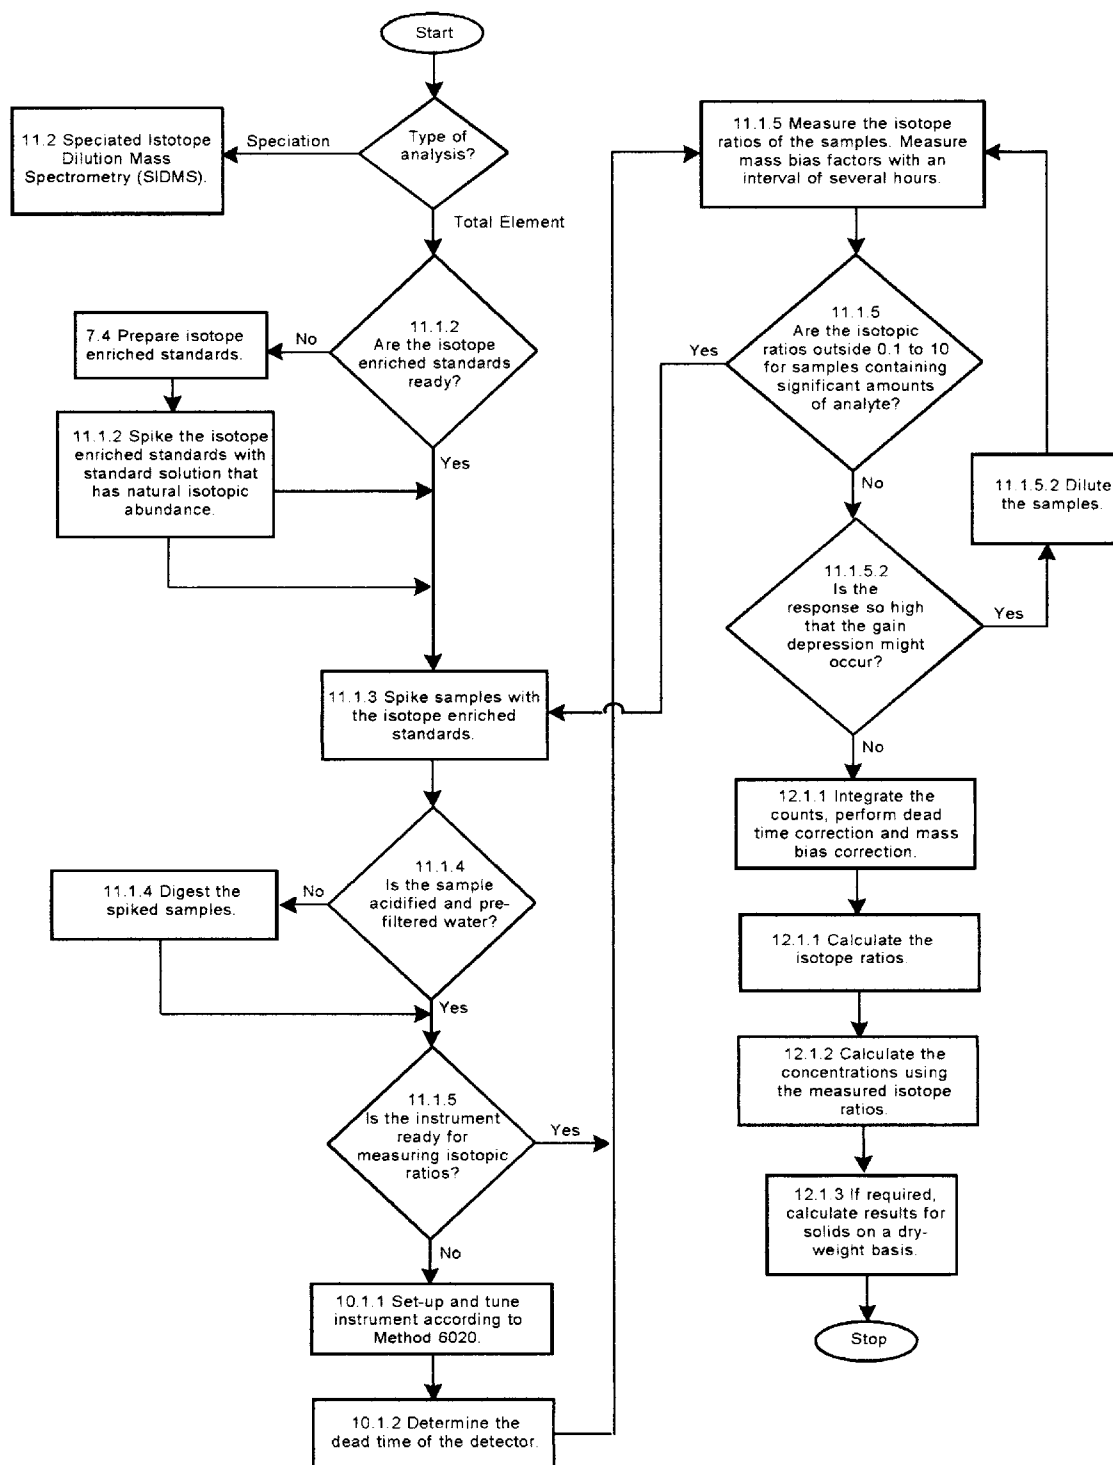 Start
Type of
analysis?
Speciation
11.2 Speciated Istotope
Dilution Mass
Spectrometry (SIDMS).
Total Element
11.1.2
Are the isotope
enriched standards
ready?
No
7.4 Prepare isotope
enriched standards.
11.1.2 Spike the isotope
enriched standards with
standard solution that
has natural isotopic
abundance.
Yes
11.1.3 Spike samples with
the isotope enriched
standards.
11.1.4
Is the sample
acidified and pre-
filtered water?
No
11.1.4 Digest the
spiked samples.
Yes
11.1.5
Is the instrument
ready for
measuring isotopic
ratios?
Yes
No
10.1.1 Set-up and tune
instrument according to
Method 6020.
10.1.2 Determine the
dead time of the detector.
11.1.5 Measure the isotope
ratios of the samples. Measure
mass bias factors with an
interval of several hours.
11.1.5
Are the isotopic
ratios outside 0.1 to 10
for samples containing
significant amounts
of analyte?
Yes
No
11.1.5.2 Dilute
the samples.
11.1.5.2
Is the
response so high
that the gain
depression might
occur?
Yes
No
12.1.1 Integrate the
counts, perform dead
time correction and mass
bias correction.
12.1.1 Calculate the
isotope ratios.
12.1.2 Calculate the
concentrations using
the measured isotope
ratios.
12.1.3 If required,
calculate results for
solids on a dry-
weight basis.
Stop